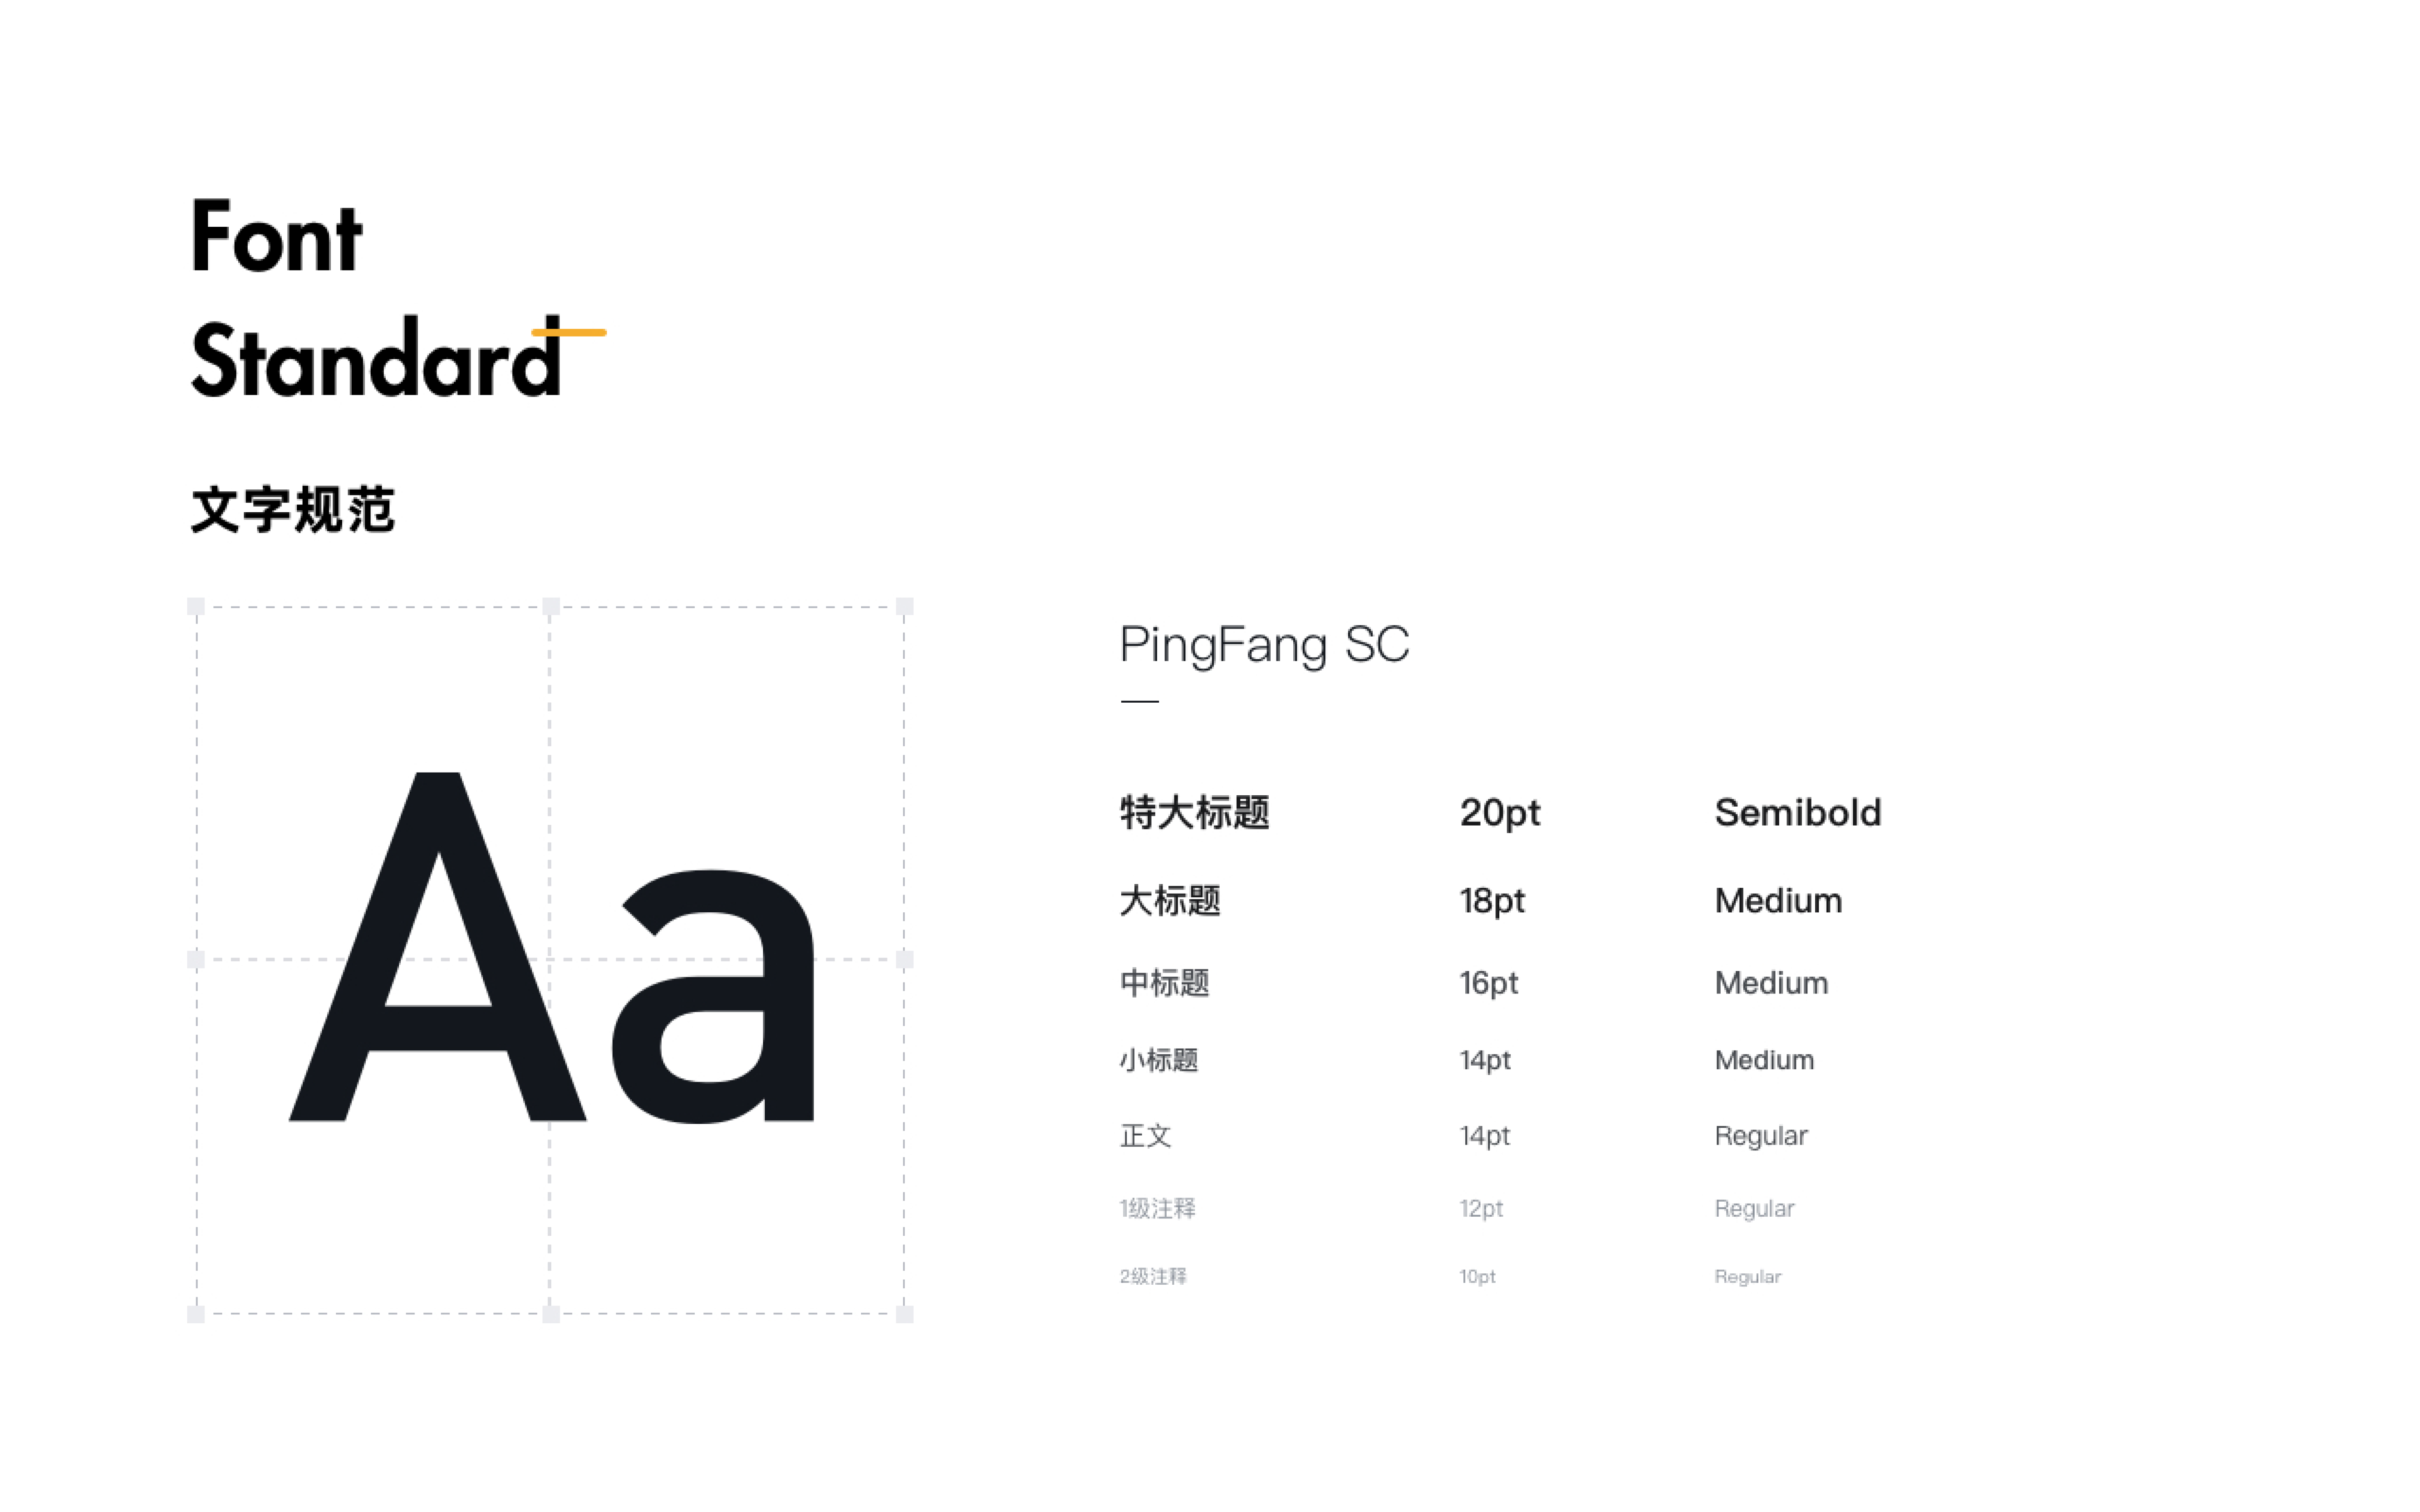 Font
Standard
文字规范
Aa
PingFang SC
特大标题 20pt Semibold
大标题 18pt Medium
中标题 16pt Medium
小标题 14pt Medium
正文 14pt Regular
1级注释 12pt Regular
2级注释 10pt Regular